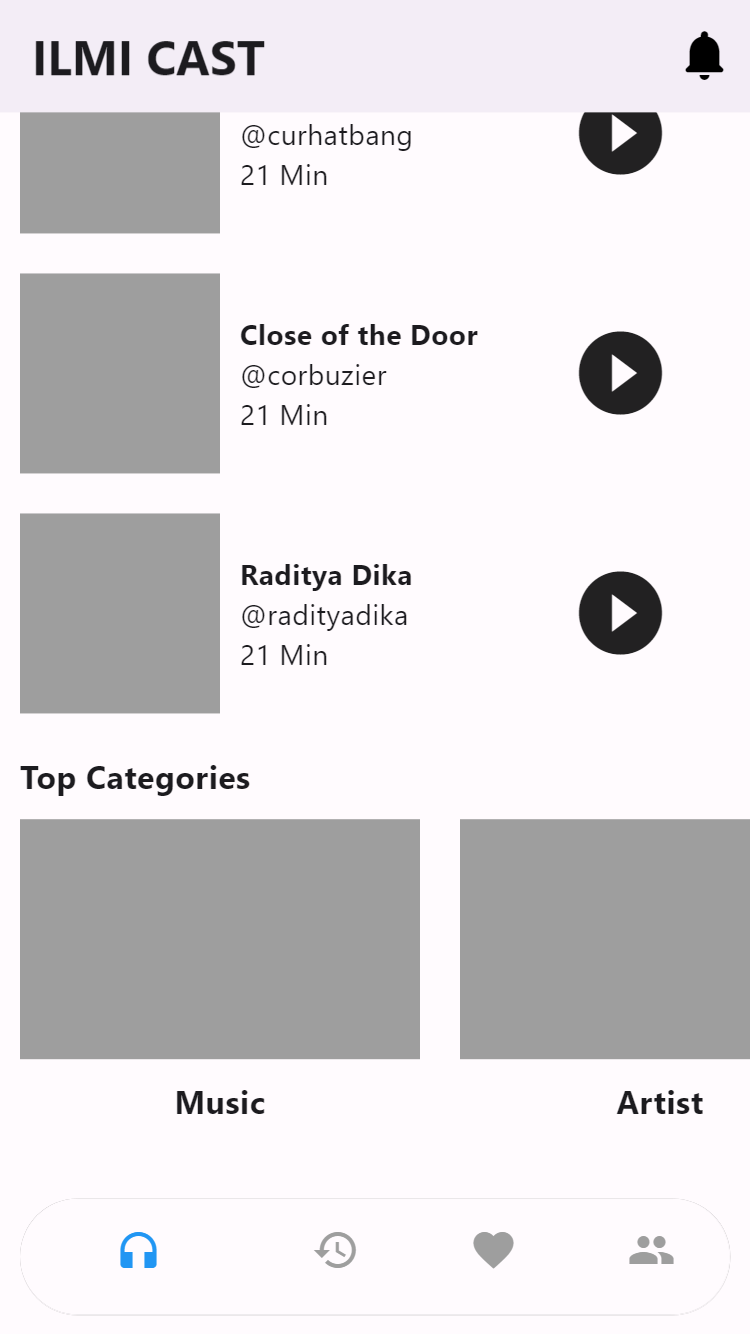 ILMI CAST
@curhatbang
21 Min
Close of the Door
@corbuzier
21 Min
Raditya Dika
@radityadika
21 Min
Top Categories
Music
Artist